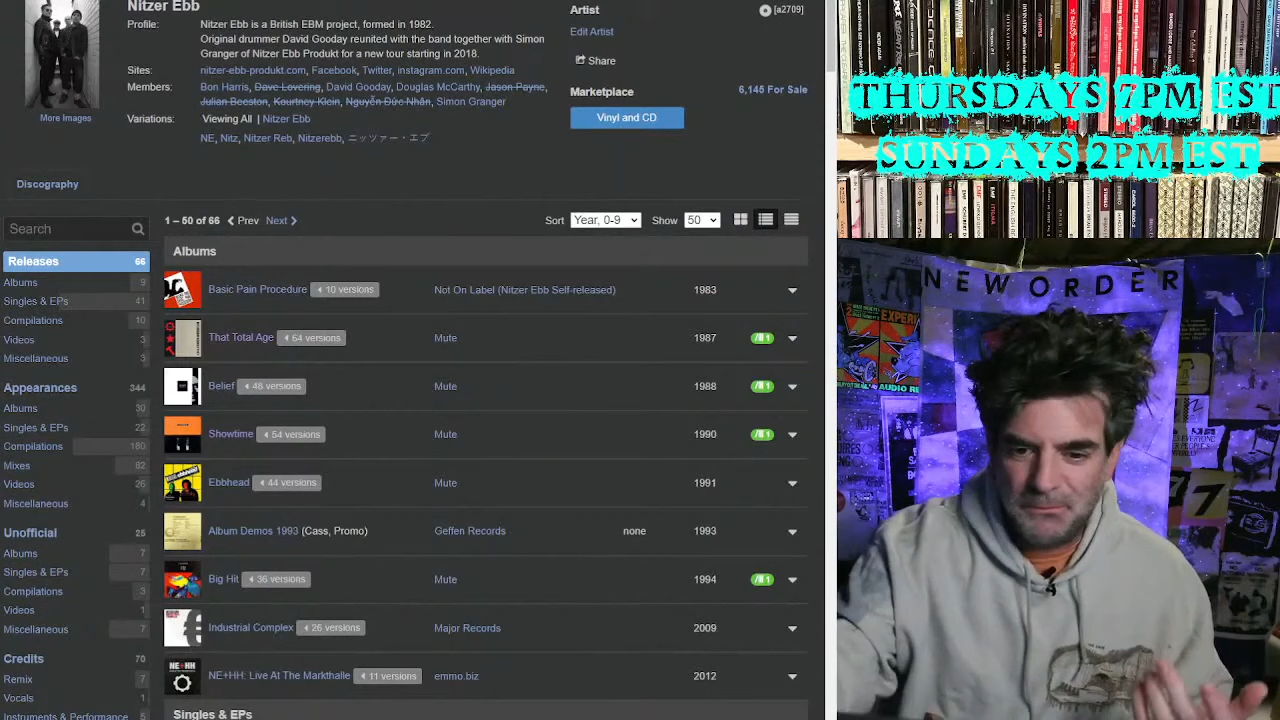 Nitzer Ebb
Profile: Nitzer Ebb is a British EBM project, formed in 1982.
Original drummer David Gooday reunited with the band together with Simon
Granger of Nitzer Ebb Produkt for a new tour starting in 2018.
Sites: nitzer-ebb-produkt.com, Facebook, Twitter, instagram.com, Wikipedia
Members: Bon Harris, Dave Lovering, David Gooday, Douglas McCarthy, Jason Payne,
Julian Beeston, Kourtney Klein, Nguyễn Đức Nhân, Simon Granger
Variations: Viewing All | Nitzer Ebb
NE, Nitz, Nitzer Reb, Nitzerebb, ニッツァー・エブ
More Images
Artist [a2709]
Edit Artist
Share
Marketplace 6,145 For Sale
Vinyl and CD
Discography
Search
Releases 66
Albums 9
Singles & EPs 41
Compilations 10
Videos 3
Miscellaneous 3
Appearances 344
Albums 30
Singles & EPs 22
Compilations 180
Mixes 82
Videos 26
Miscellaneous 4
Unofficial 25
Albums 7
Singles & EPs 7
Compilations 3
Videos 1
Miscellaneous 7
Credits 70
Remix 7
Vocals 1
Instruments & Performance 5
1 – 50 of 66 Prev Next Sort Year, 0-9 Show 50
Albums
Basic Pain Procedure 10 versions Not On Label (Nitzer Ebb Self-released) 1983
That Total Age 64 versions Mute 1987 1
Belief 48 versions Mute 1988 1
Showtime 54 versions Mute 1990 1
Ebbhead 44 versions Mute 1991
Album Demos 1993 (Cass, Promo) Geffen Records none 1993
Big Hit 36 versions Mute 1994 1
Industrial Complex 26 versions Major Records 2009
NE+HH: Live At The Markthalle 11 versions emmo.biz 2012
Singles & EPs
THURSDAYS 7PM EST
SUNDAYS 2PM EST
NEW ORDER